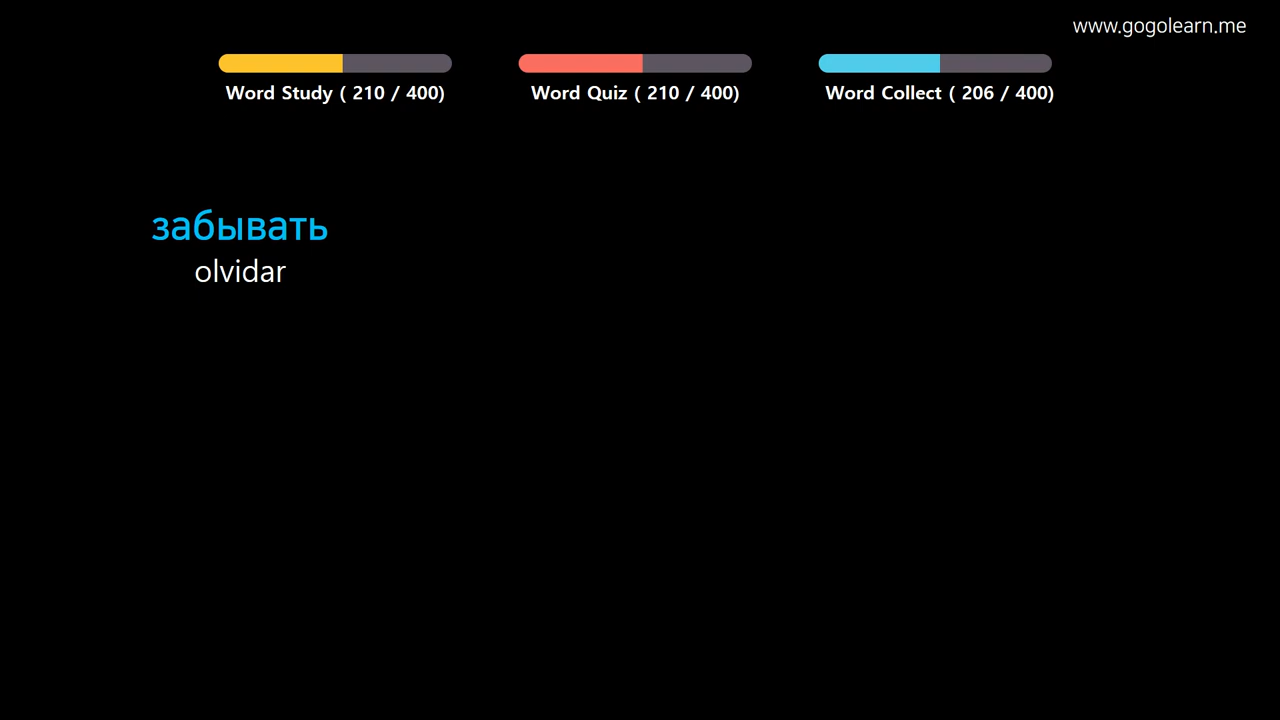 www.gogolearn.me
Word Study ( 210 / 400)
Word Quiz ( 210 / 400)
Word Collect ( 206 / 400)
забывать
olvidar